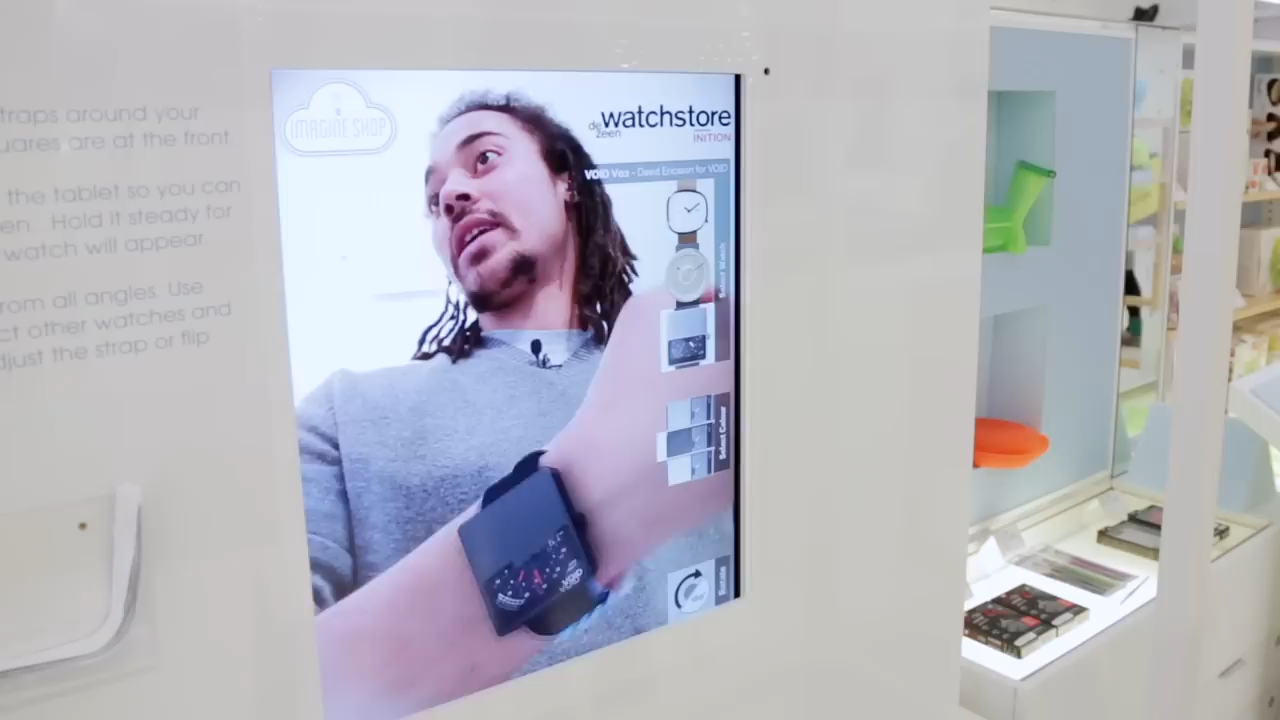 traps around your
uares are at the front
the tablet so you can
en. Hold it steady for
watch will appear
rom all angles. Use
ct other watches and
djust the strap or flip
IMAGINE SHOP
dezeen watchstore
INITION
VOID V03 - David Ericsson for VOID
Select Watch
Select Colour
Rotate
VOID